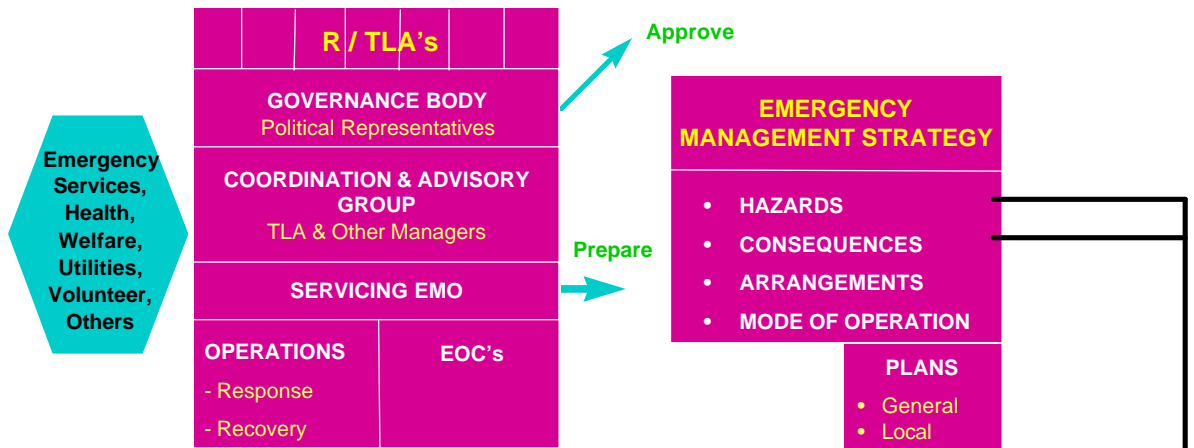 Emergency
Services,
Health,
Welfare,
Utilities,
Volunteer,
Others
R / TLA's
GOVERNANCE BODY
Political Representatives
COORDINATION & ADVISORY
GROUP
TLA & Other Managers
SERVICING EMO
OPERATIONS
- Response
- Recovery
EOC's
Approve
Prepare
EMERGENCY
MANAGEMENT STRATEGY
• HAZARDS
• CONSEQUENCES
• ARRANGEMENTS
• MODE OF OPERATION
PLANS
• General
• Local